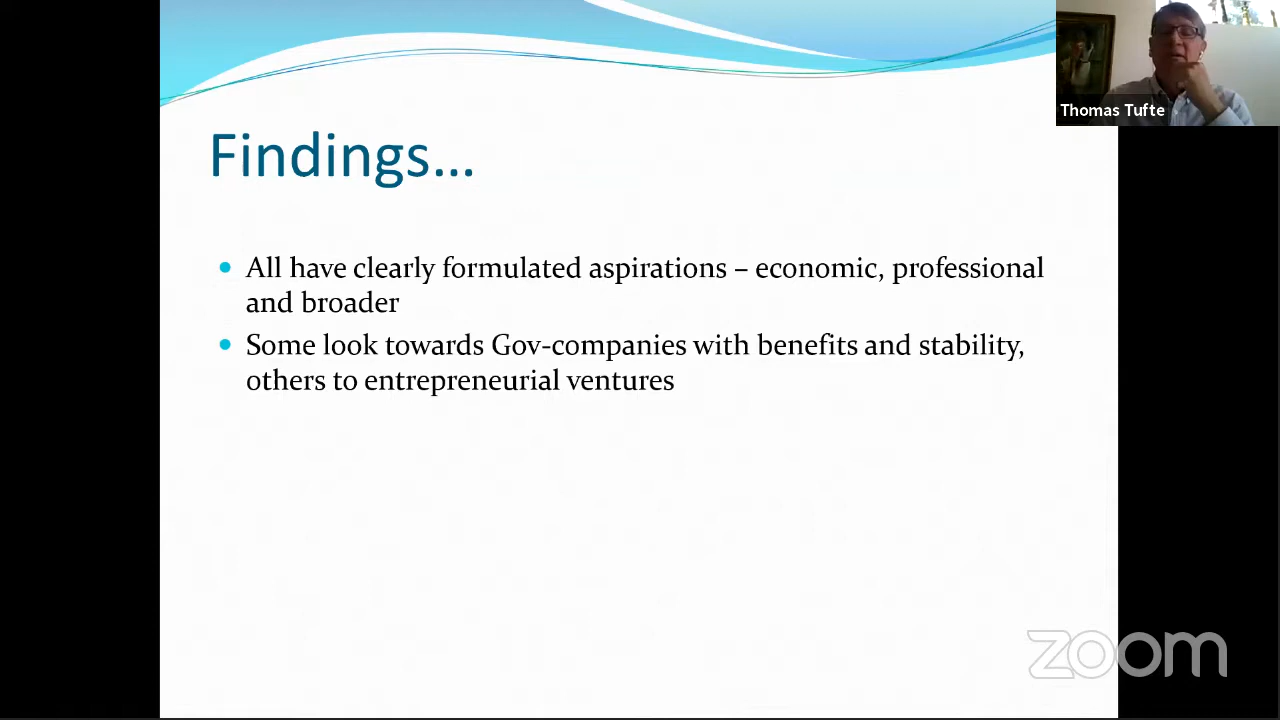 Thomas Tufte
Findings…
All have clearly formulated aspirations – economic, professional
and broader
Some look towards Gov-companies with benefits and stability,
others to entrepreneurial ventures
zoom